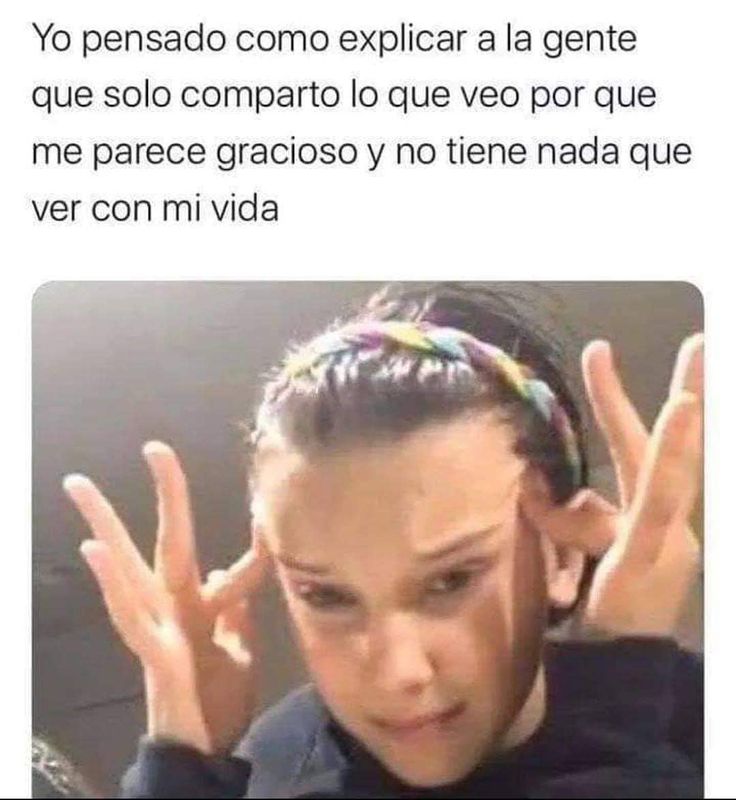 Yo pensado como explicar a la gente
que solo comparto lo que veo por que
me parece gracioso y no tiene nada que
ver con mi vida